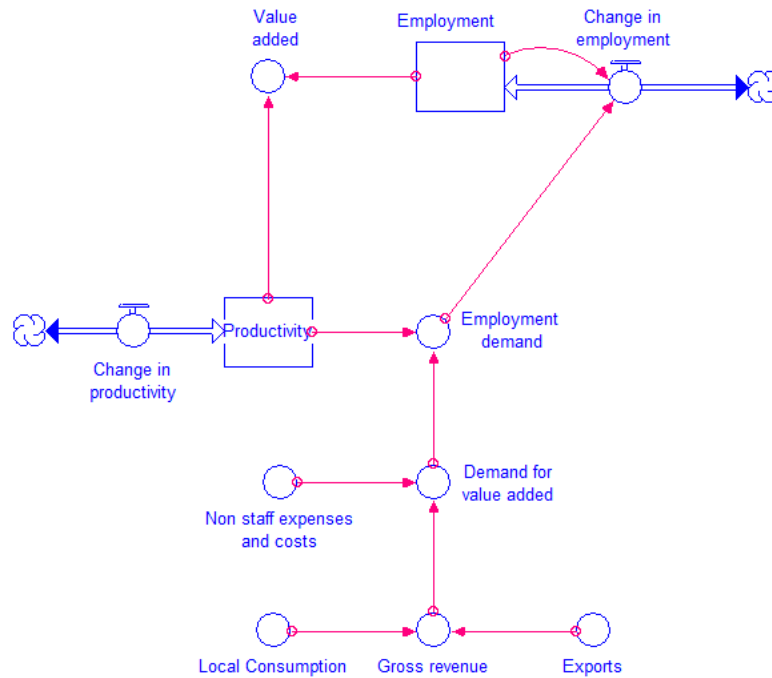 Value
added
Employment
Change in
employment
Productivity
Employment
demand
Change in
productivity
Non staff expenses
and costs
Demand for
value added
Local Consumption
Gross revenue
Exports